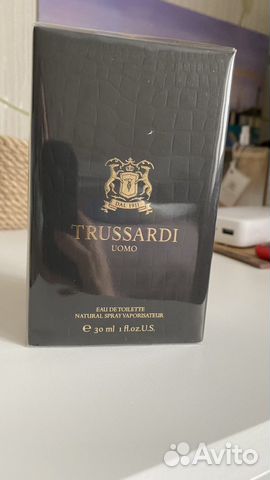 DAL 1911
TRUSSARDI
UOMO
EAU DE TOILETTE
NATURAL SPRAY VAPORISATEUR
℮ 30 ml 1 fl.oz.U.S.
Avito